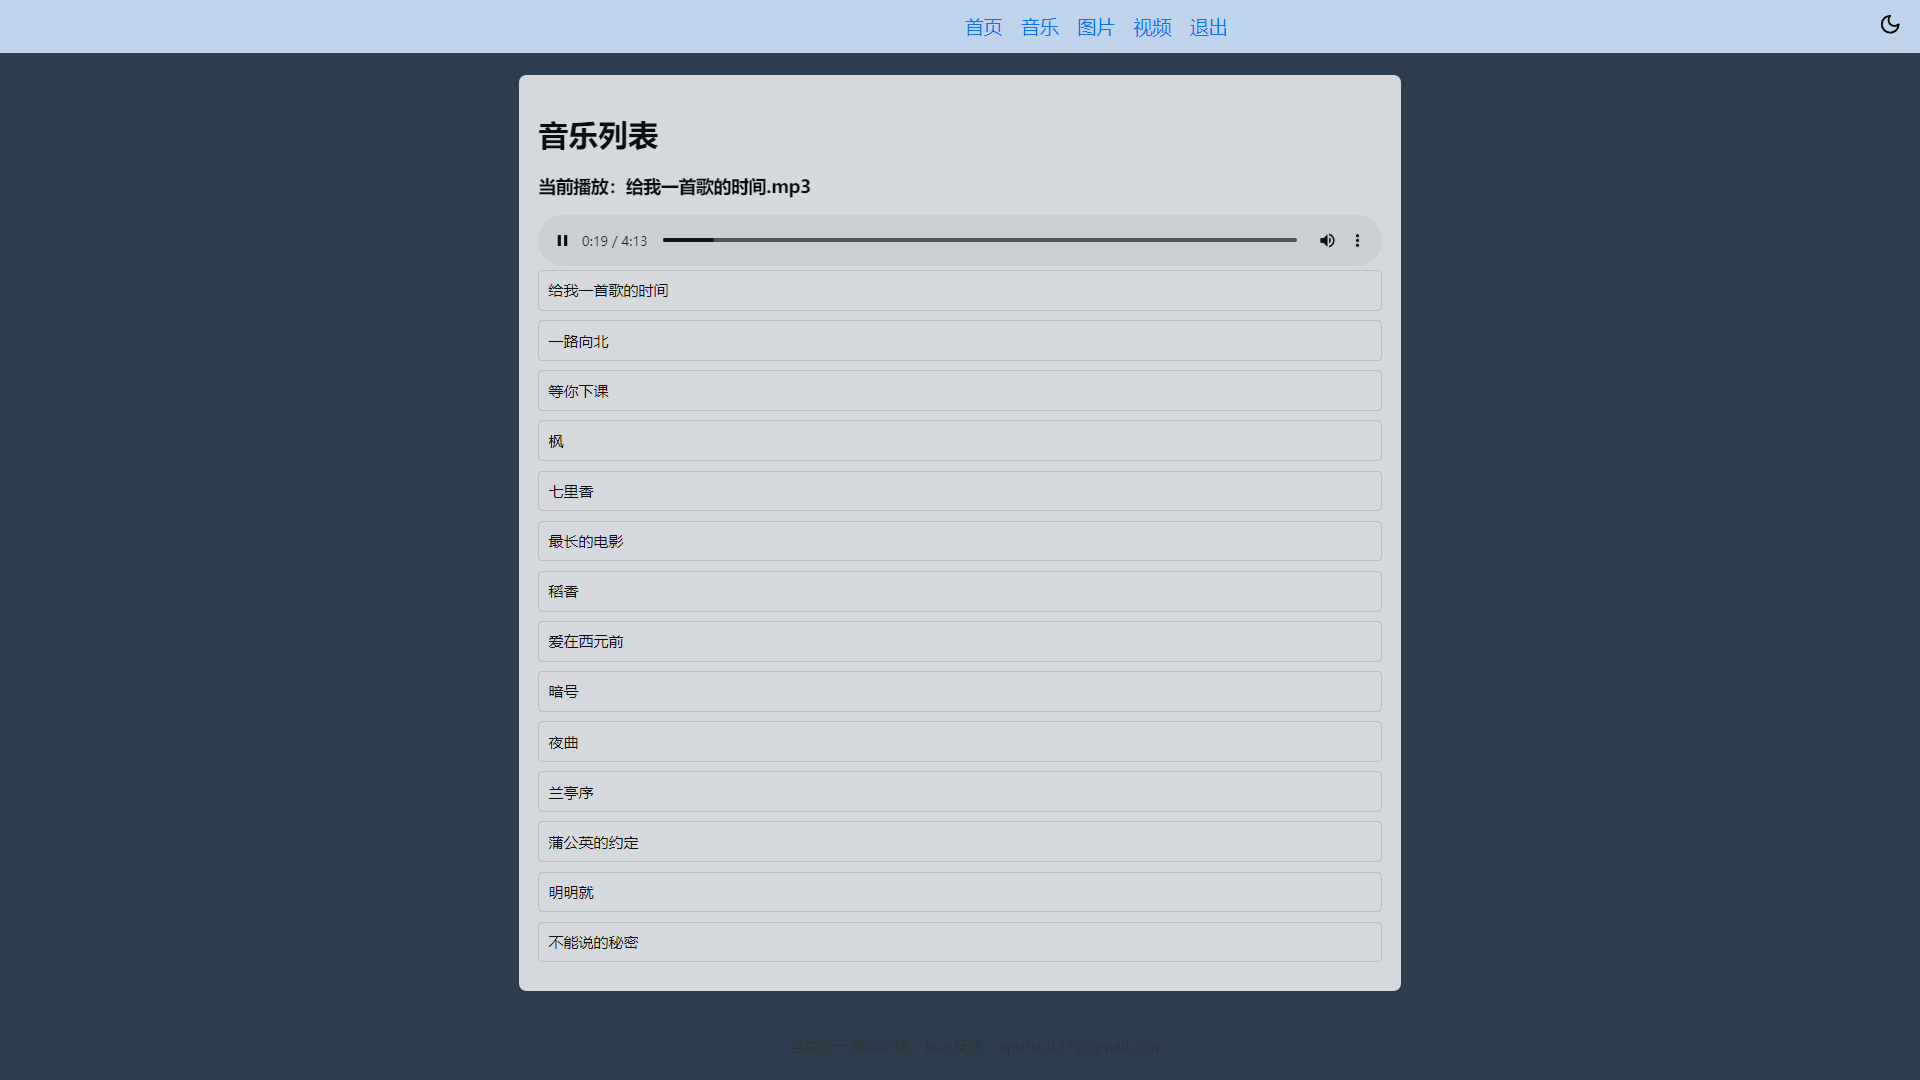 首页 音乐 图片 视频 退出
音乐列表
当前播放：给我一首歌的时间.mp3
0:19 / 4:13
给我一首歌的时间
一路向北
等你下课
枫
七里香
最长的电影
稻香
爱在西元前
暗号
夜曲
兰亭序
蒲公英的约定
明明就
不能说的秘密
当前处于测试阶段，bug反馈：apursuit27@gmail.com